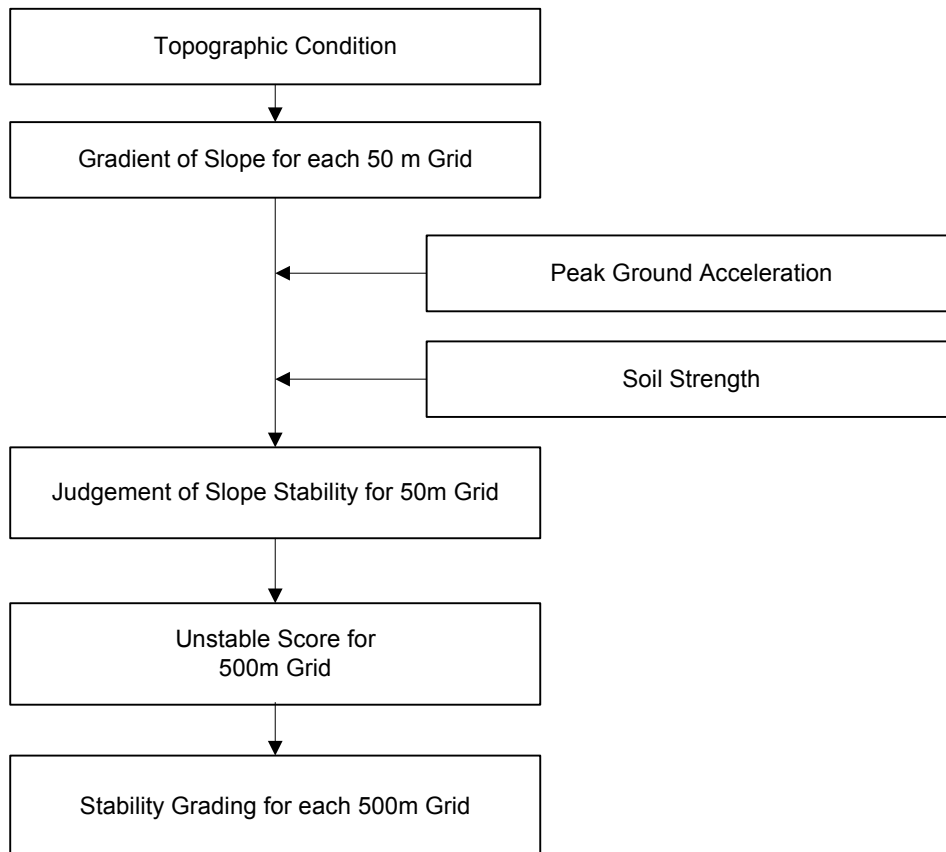 Topographic Condition
Gradient of Slope for each 50 m Grid
Peak Ground Acceleration
Soil Strength
Judgement of Slope Stability for 50m Grid
Unstable Score for
500m Grid
Stability Grading for each 500m Grid